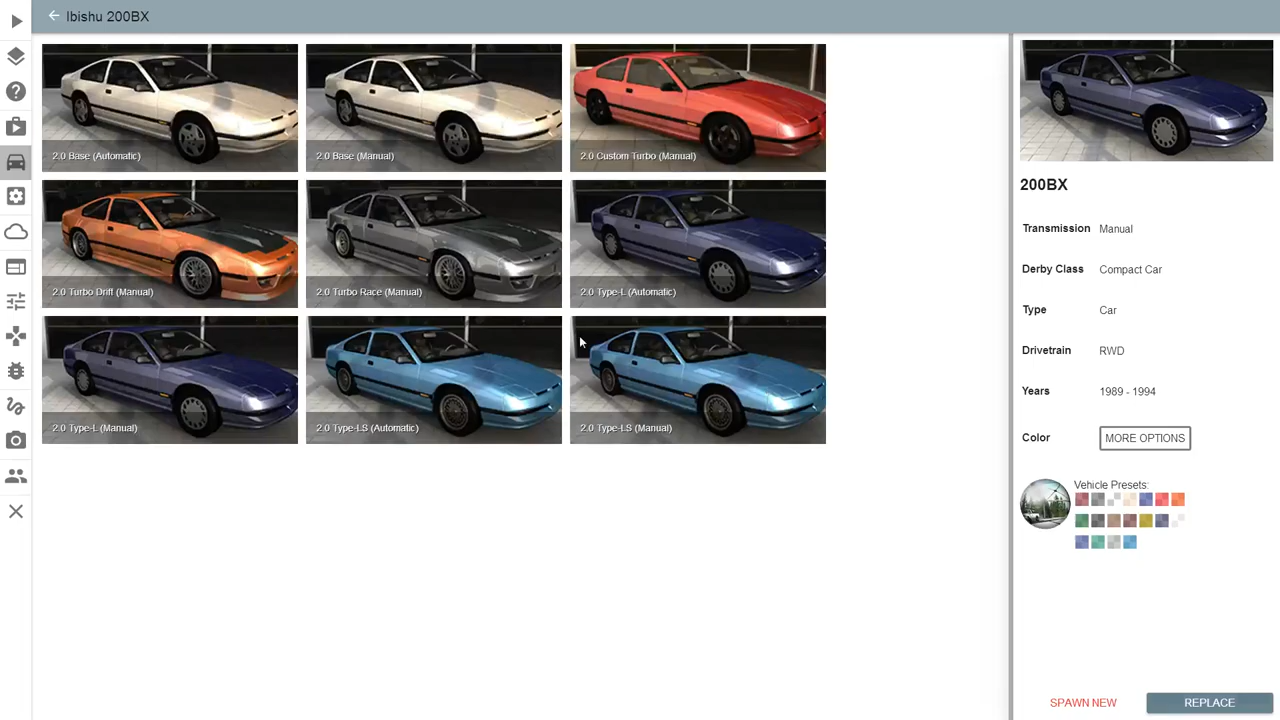 Ibishu 200BX
2.0 Base (Automatic)
2.0 Base (Manual)
2.0 Custom Turbo (Manual)
2.0 Turbo Drift (Manual)
2.0 Turbo Race (Manual)
2.0 Type-L (Automatic)
2.0 Type-L (Manual)
2.0 Type-LS (Automatic)
2.0 Type-LS (Manual)
200BX
Transmission Manual
Derby Class Compact Car
Type Car
Drivetrain RWD
Years 1989 - 1994
Color MORE OPTIONS
Vehicle Presets:
SPAWN NEW REPLACE